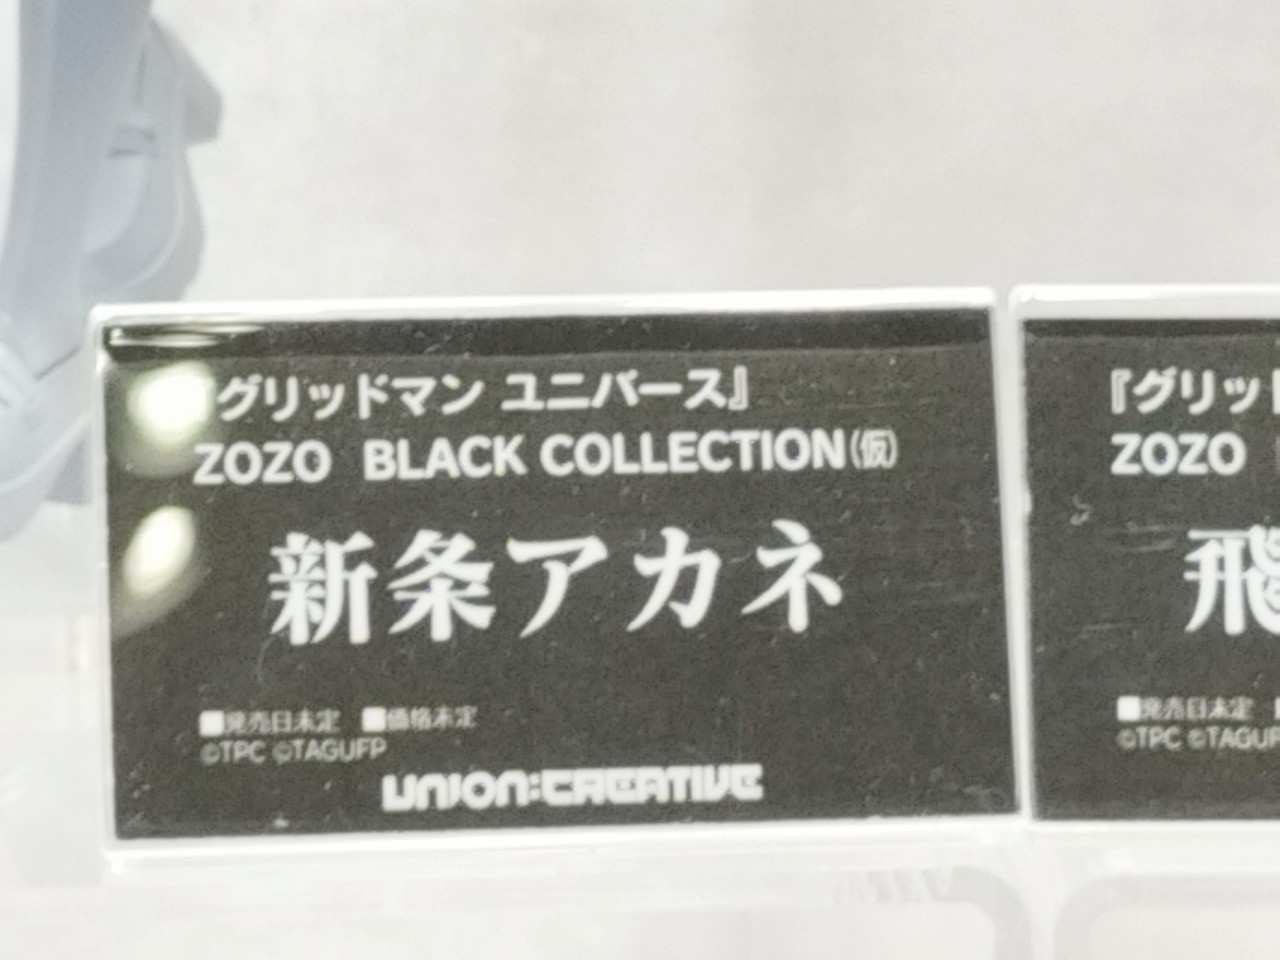 グリッドマン ユニバース』
ZOZO BLACK COLLECTION(仮)
新条アカネ
■発売日未定 ■価格未定
©TPC ©TAGUFP
UNION:CREATIVE
『グリッ
ZOZO
飛
■発売日未定
©TPC ©TAGUF